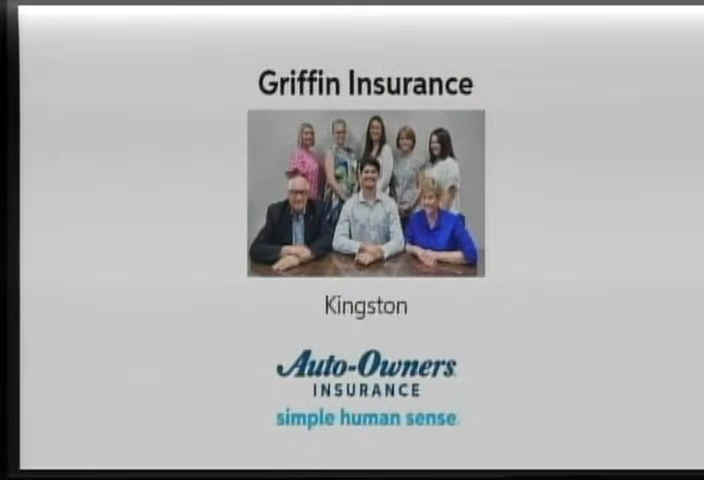 Griffin Insurance
Kingston
Auto-Owners
INSURANCE
simple human sense